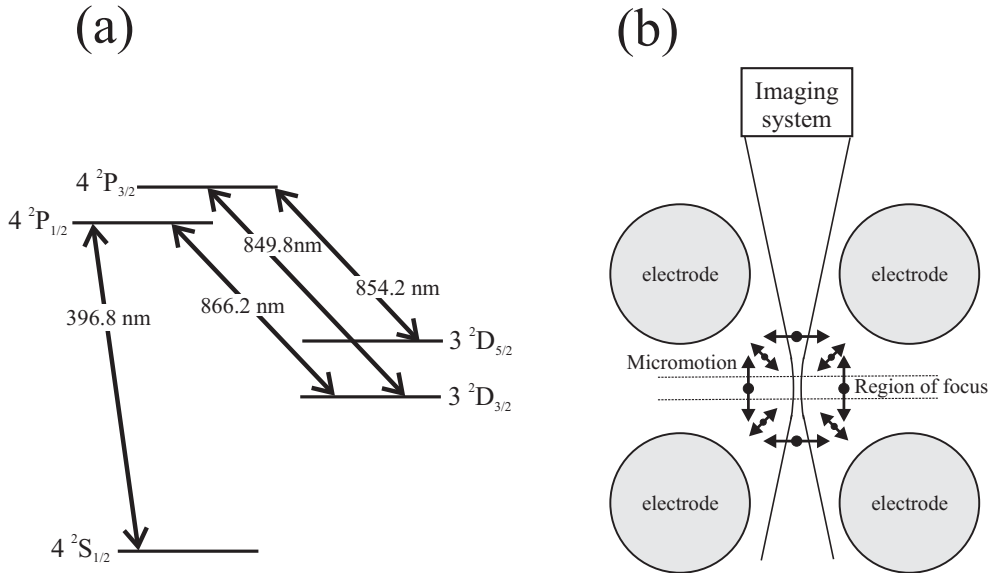 (a)
4 ²P₃/₂
4 ²P₁/₂
849.8nm
854.2 nm
866.2 nm
396.8 nm
3 ²D₅/₂
3 ²D₃/₂
4 ²S₁/₂
(b)
Imaging
system
electrode
electrode
Micromotion
Region of focus
electrode
electrode